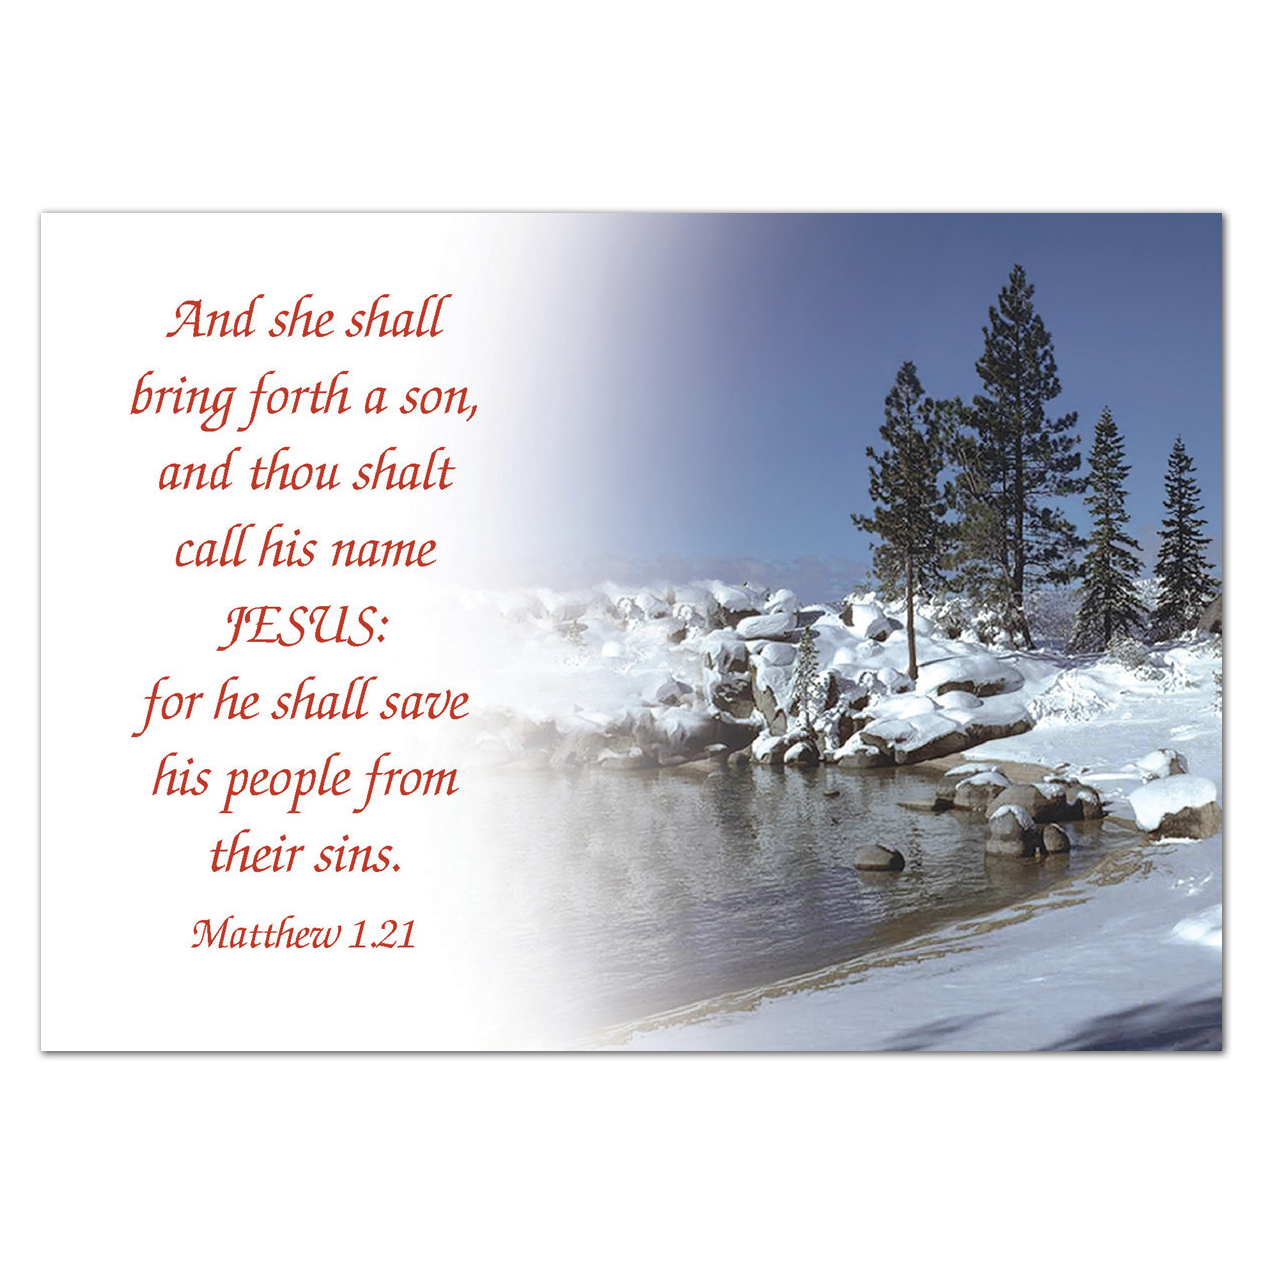 And she shall
bring forth a son,
and thou shalt
call his name
JESUS:
for he shall save
his people from
their sins.
Matthew 1.21